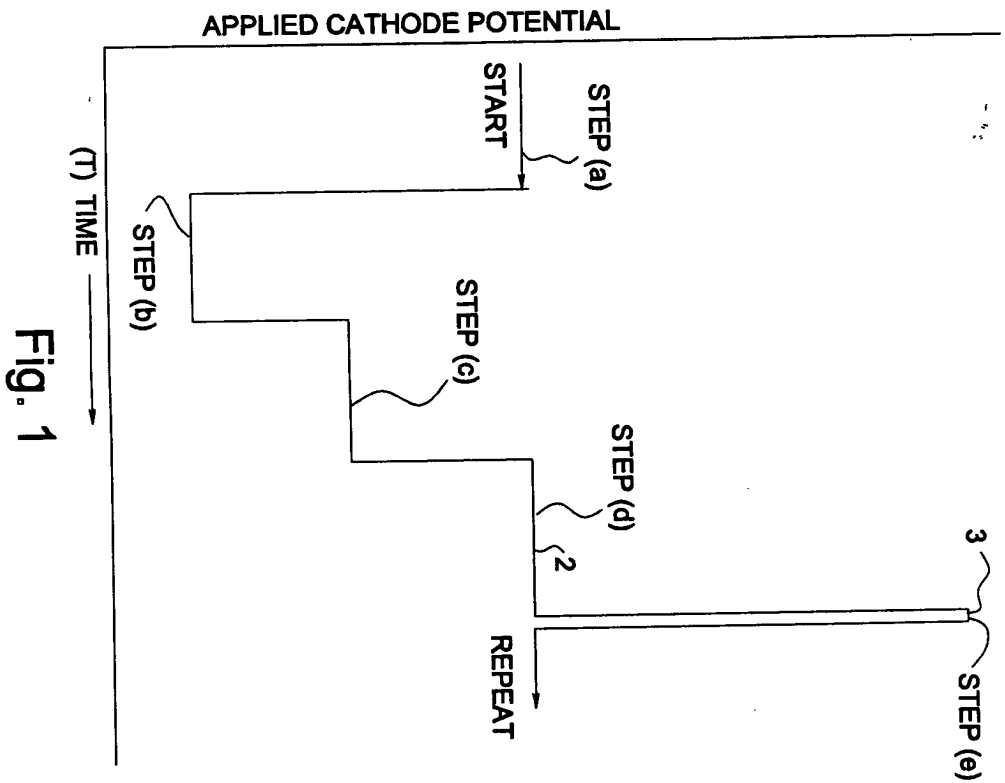 APPLIED CATHODE POTENTIAL
START
STEP (a)
STEP (b)
STEP (c)
STEP (d)
2
3
STEP (e)
REPEAT
(T) TIME
Fig. 1